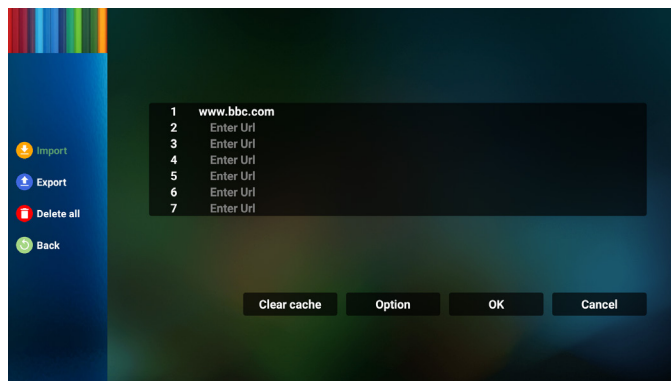 1 www.bbc.com
2 Enter Url
3 Enter Url
4 Enter Url
5 Enter Url
6 Enter Url
7 Enter Url
Import
Export
Delete all
Back
Clear cache Option OK Cancel